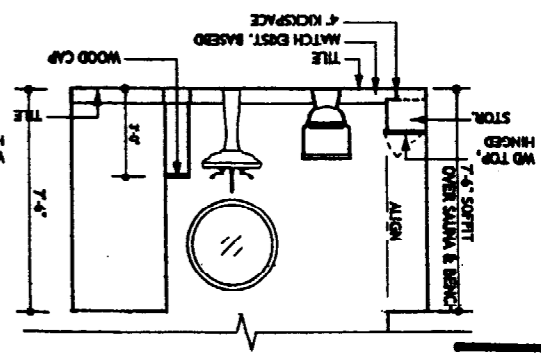 7'-6" SOFFIT
OVER SAUNA & BENCH
ALIGN
WD TOP,
HINGED
STOR.
7'-6"
3'-0"
TILE
WOOD CAP
TILE
MATCH EXIST. BASEBD
4" KICKSPACE